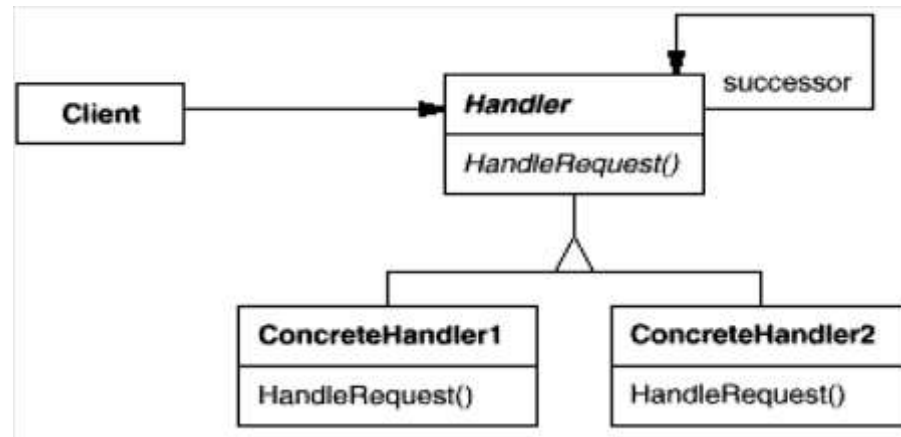 Client
Handler
HandleRequest()
successor
ConcreteHandler1
HandleRequest()
ConcreteHandler2
HandleRequest()